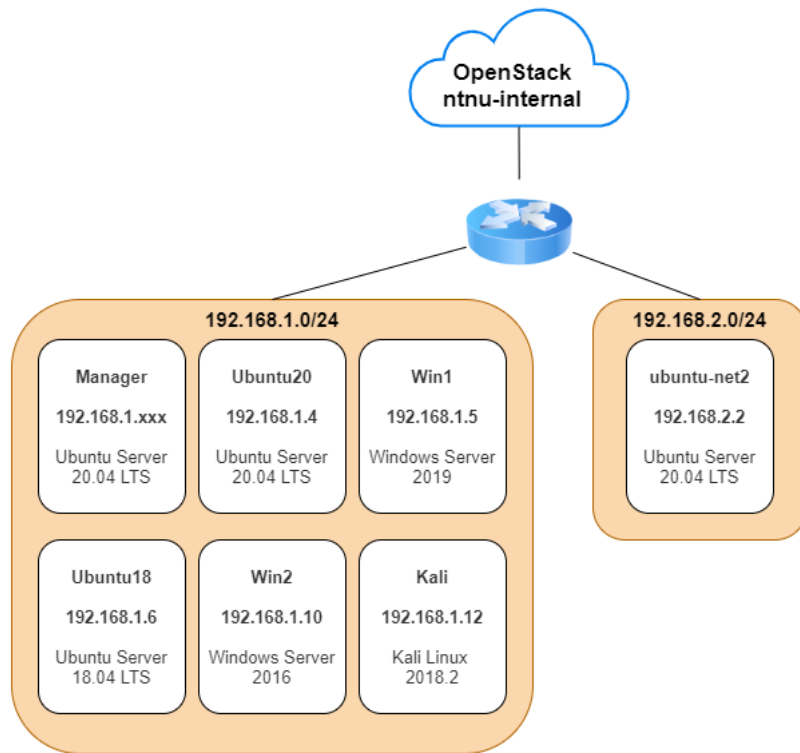 OpenStack
ntnu-internal
192.168.1.0/24
Manager
192.168.1.xxx
Ubuntu Server
20.04 LTS
Ubuntu20
192.168.1.4
Ubuntu Server
20.04 LTS
Win1
192.168.1.5
Windows Server
2019
Ubuntu18
192.168.1.6
Ubuntu Server
18.04 LTS
Win2
192.168.1.10
Windows Server
2016
Kali
192.168.1.12
Kali Linux
2018.2
192.168.2.0/24
ubuntu-net2
192.168.2.2
Ubuntu Server
20.04 LTS